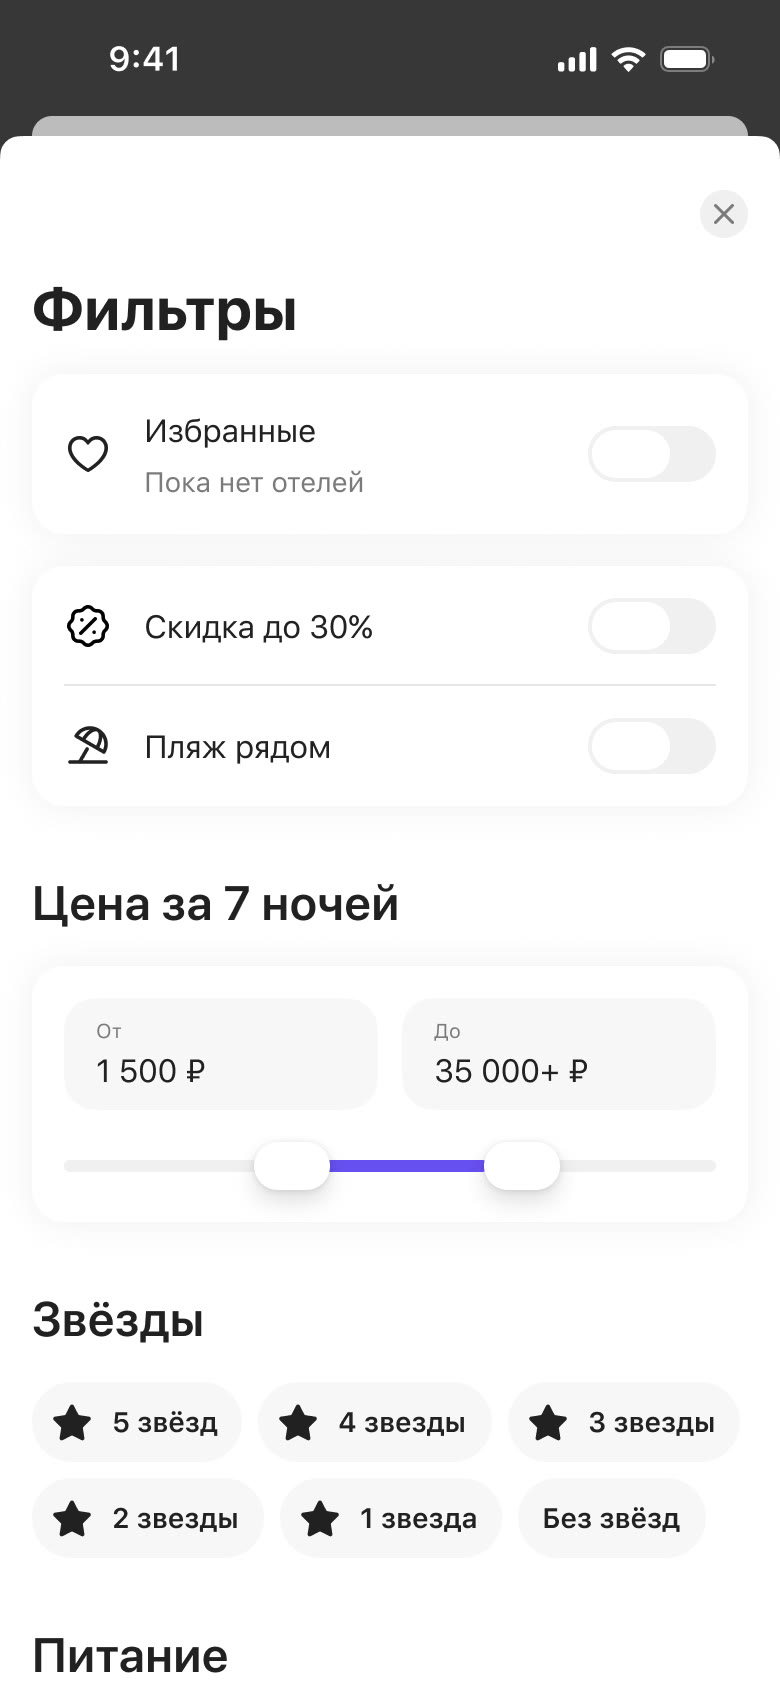 9:41
Фильтры
Избранные
Пока нет отелей
Скидка до 30%
Пляж рядом
Цена за 7 ночей
От До
1 500 ₽ 35 000+ ₽
Звёзды
5 звёзд 4 звезды 3 звезды
2 звезды 1 звезда Без звёзд
Питание